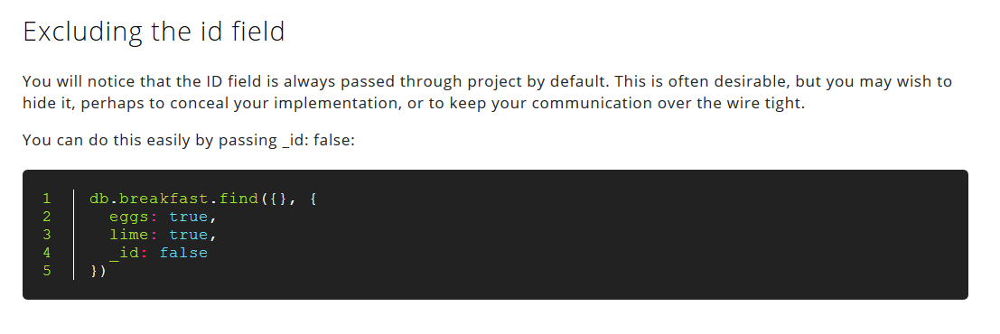 Excluding the id field
You will notice that the ID field is always passed through project by default. This is often desirable, but you may wish to
hide it, perhaps to conceal your implementation, or to keep your communication over the wire tight.
You can do this easily by passing _id: false:
1 db.breakfast.find({}, {
2   eggs: true,
3   lime: true,
4   _id: false
5 })